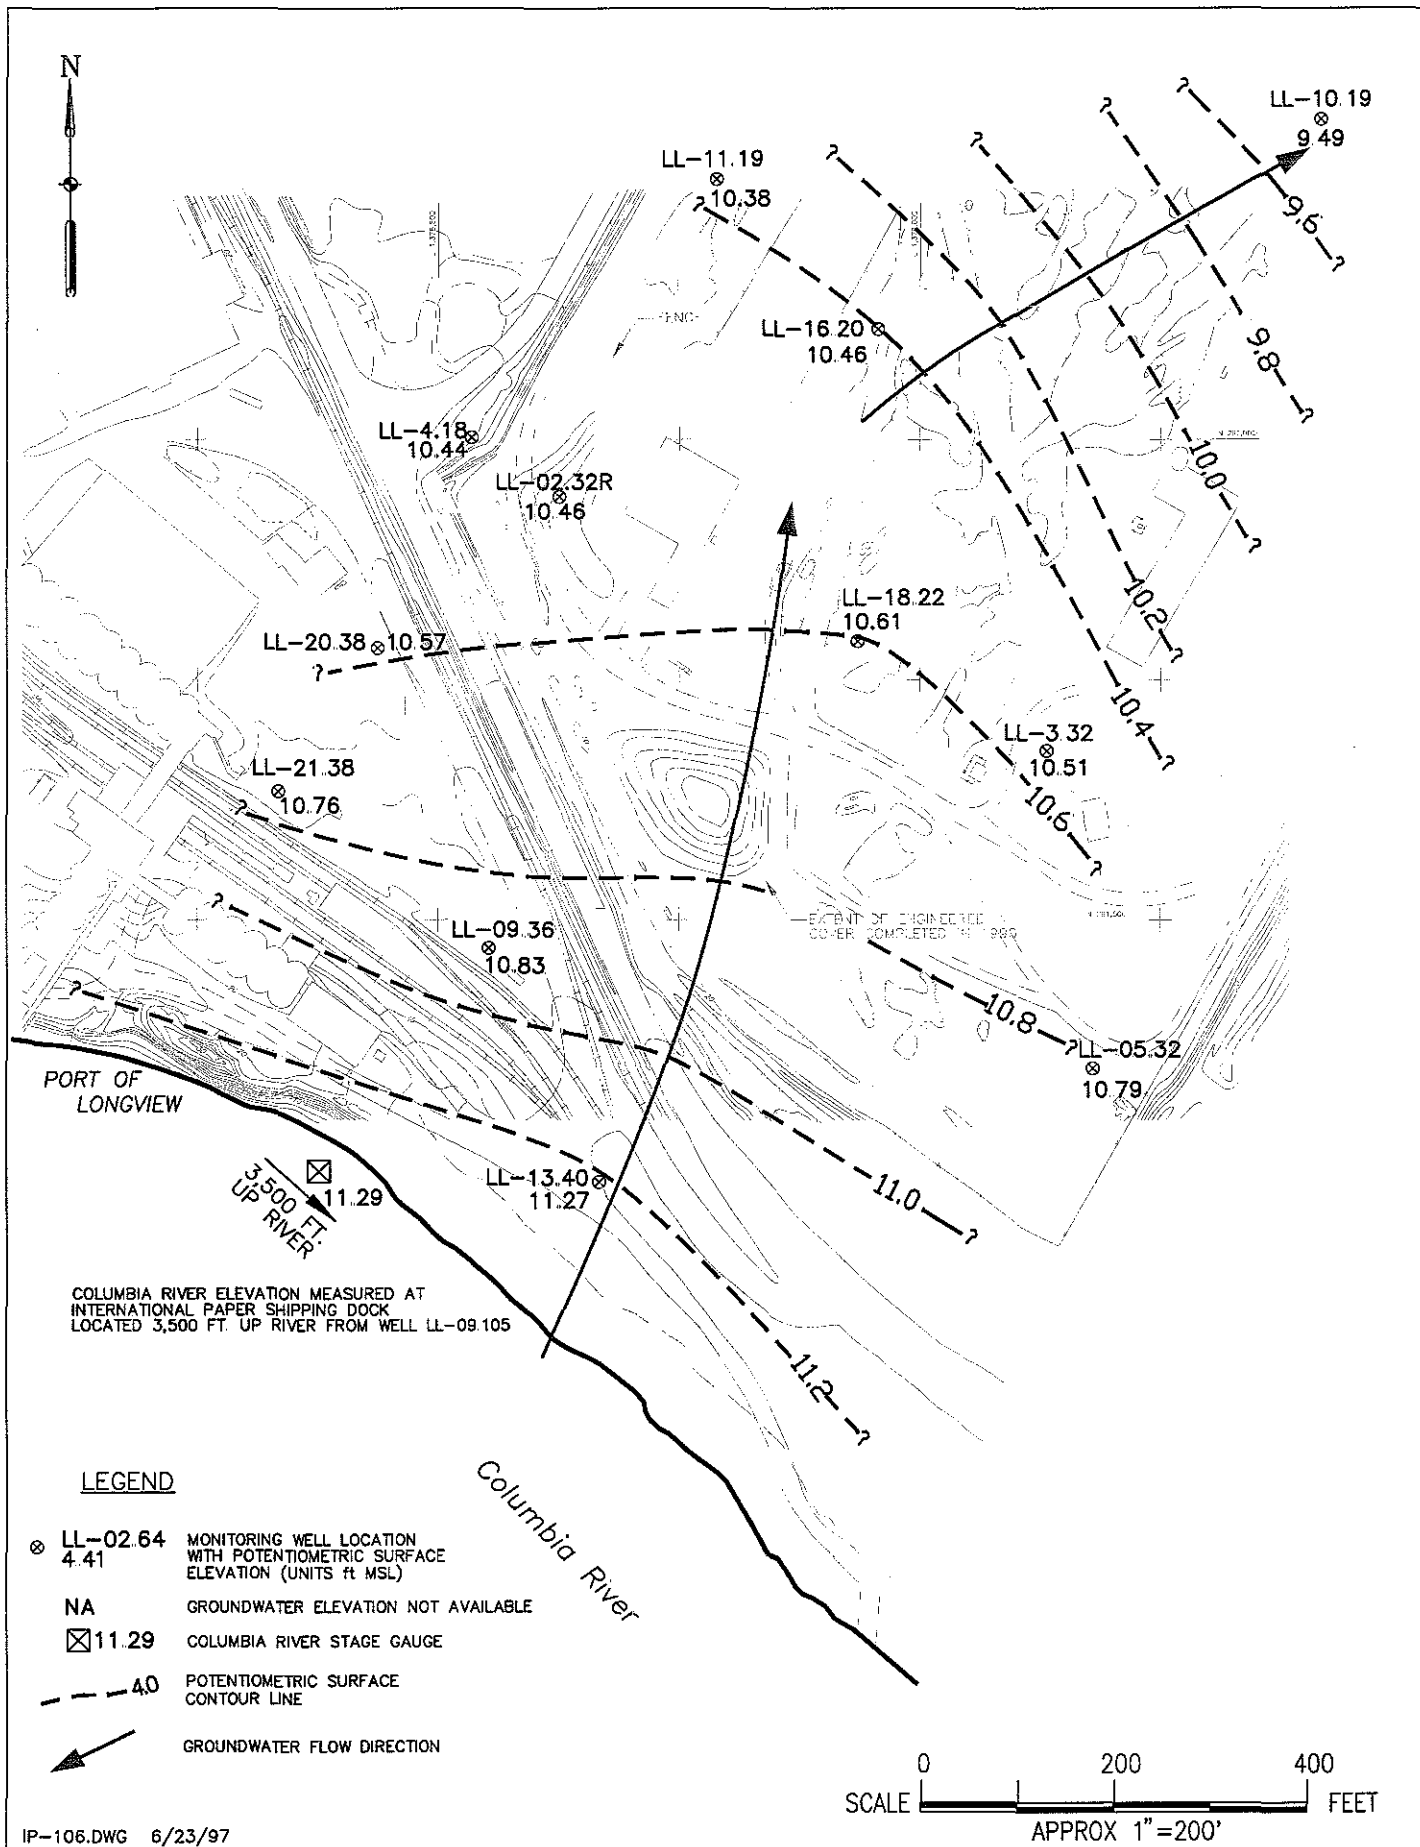 N
LL-10.19
9.49
LL-11.19
10.38
9.6
LL-16.20
10.46
9.8
LL-4.18
10.44
LL-02.32R
10.46
10.0
LL-18.22
10.61
10.2
LL-20.38 10.57
10.4
LL-3.32
10.51
LL-21.38
10.76
10.6
EXTENT OF ENGINEERED
COVER COMPLETED
LL-09.36
10.83
10.8
LL-05.32
10.79
PORT OF
LONGVIEW
LL-13.40
11.27
11.0
3,500 FT.
UP RIVER
11.29
COLUMBIA RIVER ELEVATION MEASURED AT
INTERNATIONAL PAPER SHIPPING DOCK
LOCATED 3,500 FT. UP RIVER FROM WELL LL-09.105
11.2
Columbia River
LEGEND
LL-02.64
4.41
MONITORING WELL LOCATION
WITH POTENTIOMETRIC SURFACE
ELEVATION (UNITS ft MSL)
NA GROUNDWATER ELEVATION NOT AVAILABLE
11.29 COLUMBIA RIVER STAGE GAUGE
4.0
POTENTIOMETRIC SURFACE
CONTOUR LINE
GROUNDWATER FLOW DIRECTION
0 200 400
SCALE FEET
APPROX 1"=200'
IP-106.DWG 6/23/97